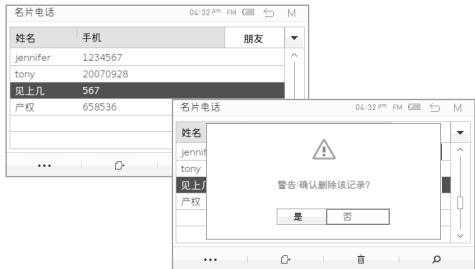 名片电话 04:32 PM FM M
姓名 手机 朋友
jennifer 1234567
tony 20070928
见上几 567
产权 658536
名片电话 04:32 PM FM M
姓名
jennif
tony
见上几
产权
警告:确认删除该记录?
是 否